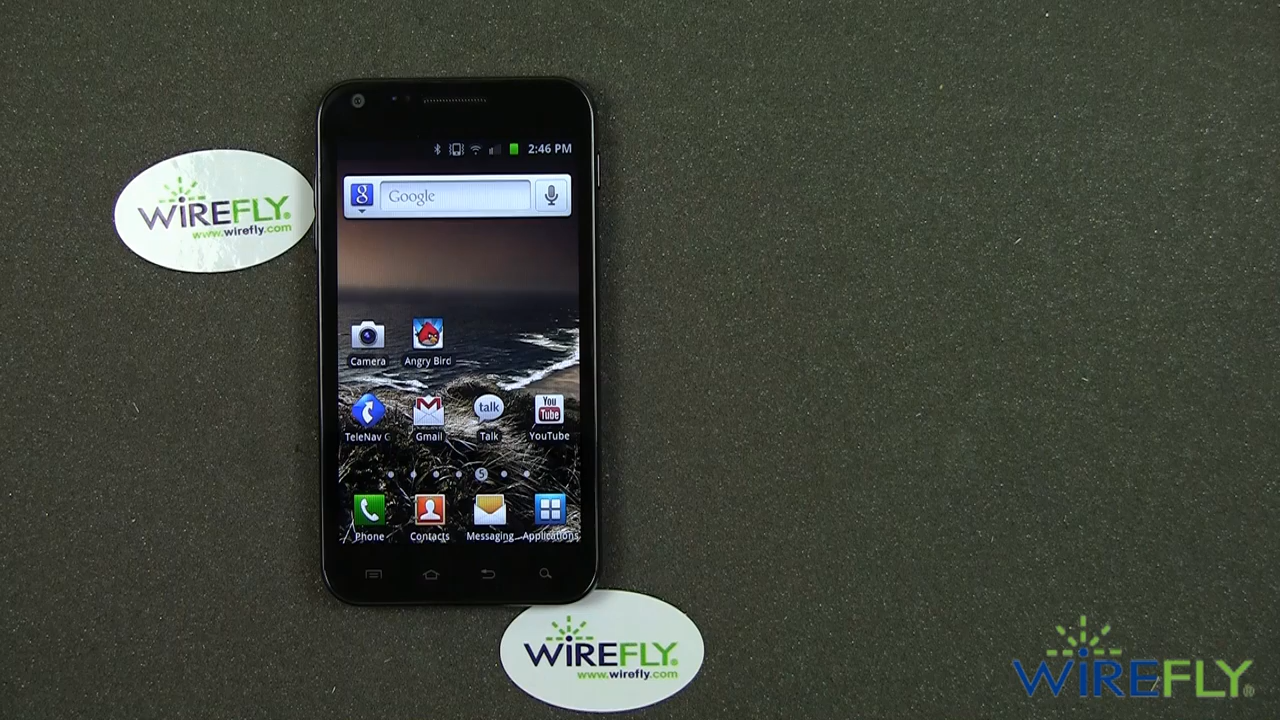 2:46 PM
g Google
WIREFLY.
www.wirefly.com
Camera
Angry Bird
talk
You
Tube
TeleNav G
Gmail
Talk
YouTube
5
Phone
Contacts
Messaging
Applications
WIREFLY.
www.wirefly.com
WIREFLY®